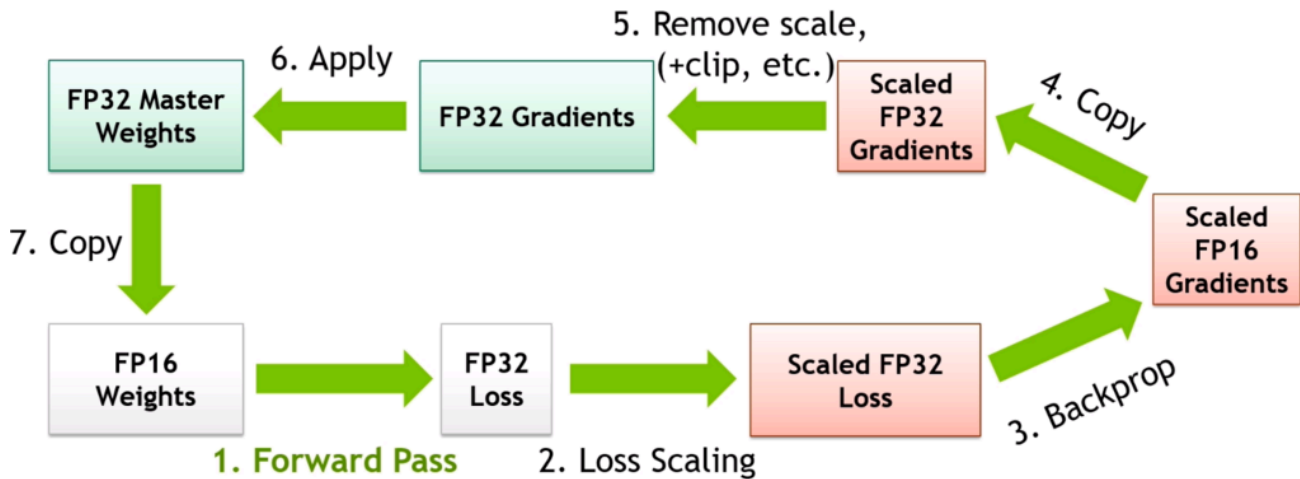 5. Remove scale,
(+clip, etc.)
6. Apply
4. Copy
FP32 Master
Weights
FP32 Gradients
Scaled
FP32
Gradients
Scaled
FP16
Gradients
7. Copy
FP16
Weights
FP32
Loss
Scaled FP32
Loss
3. Backprop
1. Forward Pass
2. Loss Scaling